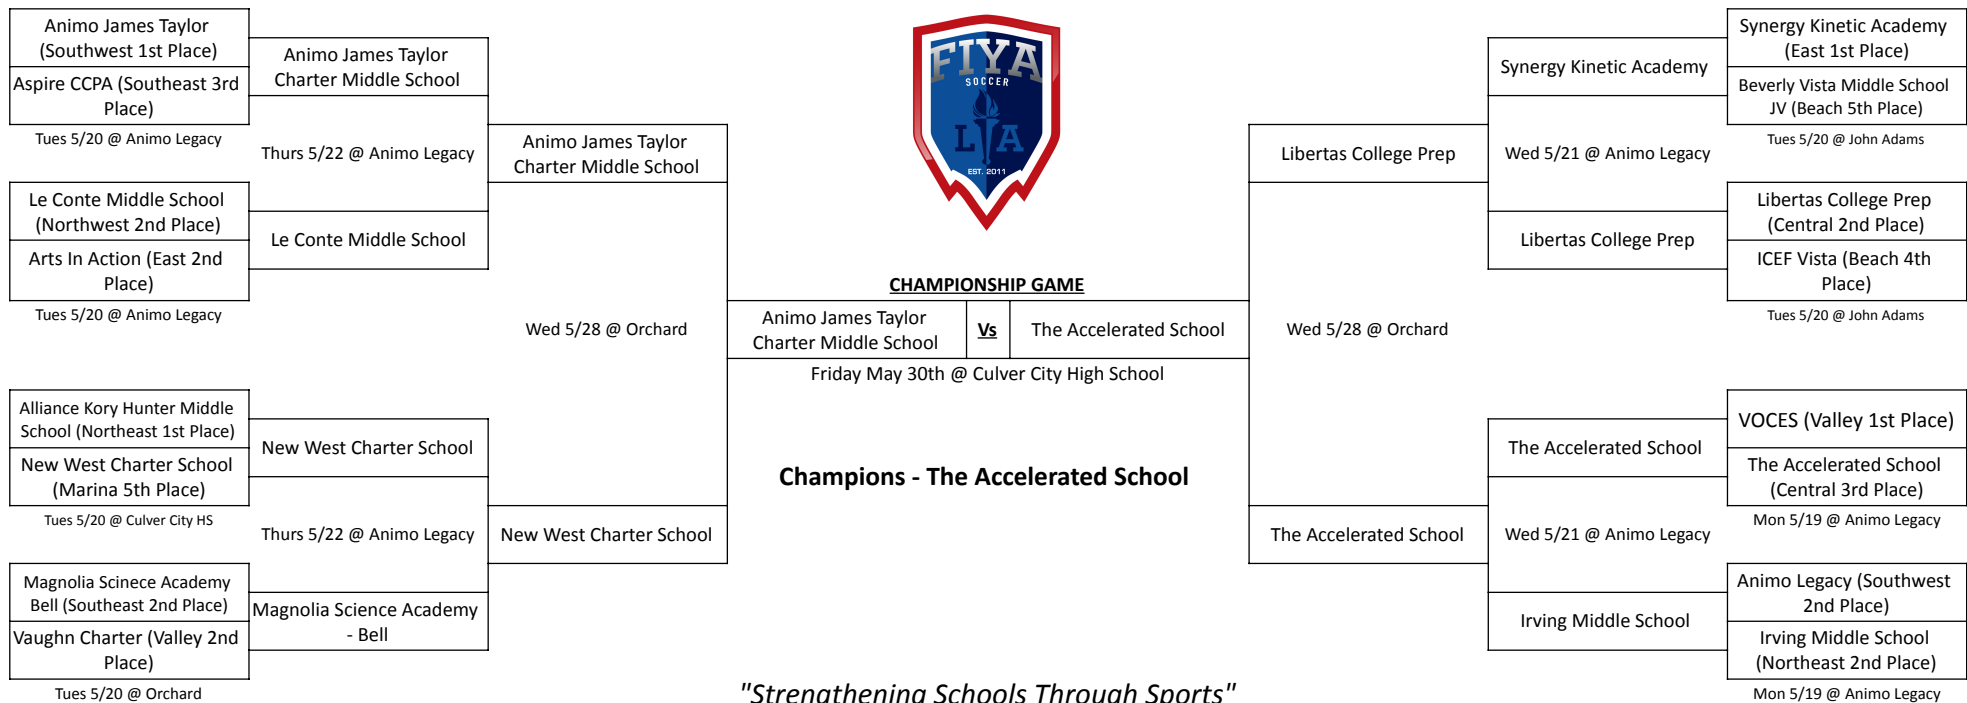 Animo James Taylor
(Southwest 1st Place)
Aspire CCPA (Southeast 3rd
Place)
Tues 5/20 @ Animo Legacy
Le Conte Middle School
(Northwest 2nd Place)
Arts In Action (East 2nd
Place)
Tues 5/20 @ Animo Legacy
Alliance Kory Hunter Middle
School (Northeast 1st Place)
New West Charter School
(Marina 5th Place)
Tues 5/20 @ Culver City HS
Magnolia Scinece Academy
Bell (Southeast 2nd Place)
Vaughn Charter (Valley 2nd
Place)
Tues 5/20 @ Orchard
Animo James Taylor
Charter Middle School
Thurs 5/22 @ Animo Legacy
Le Conte Middle School
New West Charter School
Thurs 5/22 @ Animo Legacy
Magnolia Science Academy
- Bell
Animo James Taylor
Charter Middle School
Wed 5/28 @ Orchard
New West Charter School
FIYA
SOCCER
LA
EST. 2011
CHAMPIONSHIP GAME
Animo James Taylor
Charter Middle School
Vs
The Accelerated School
Friday May 30th @ Culver City High School
Champions - The Accelerated School
"Strengthening Schools Through Sports"
Libertas College Prep
Wed 5/28 @ Orchard
The Accelerated School
Synergy Kinetic Academy
Wed 5/21 @ Animo Legacy
Libertas College Prep
The Accelerated School
Wed 5/21 @ Animo Legacy
Irving Middle School
Synergy Kinetic Academy
(East 1st Place)
Beverly Vista Middle School
JV (Beach 5th Place)
Tues 5/20 @ John Adams
Libertas College Prep
(Central 2nd Place)
ICEF Vista (Beach 4th
Place)
Tues 5/20 @ John Adams
VOCES (Valley 1st Place)
The Accelerated School
(Central 3rd Place)
Mon 5/19 @ Animo Legacy
Animo Legacy (Southwest
2nd Place)
Irving Middle School
(Northeast 2nd Place)
Mon 5/19 @ Animo Legacy